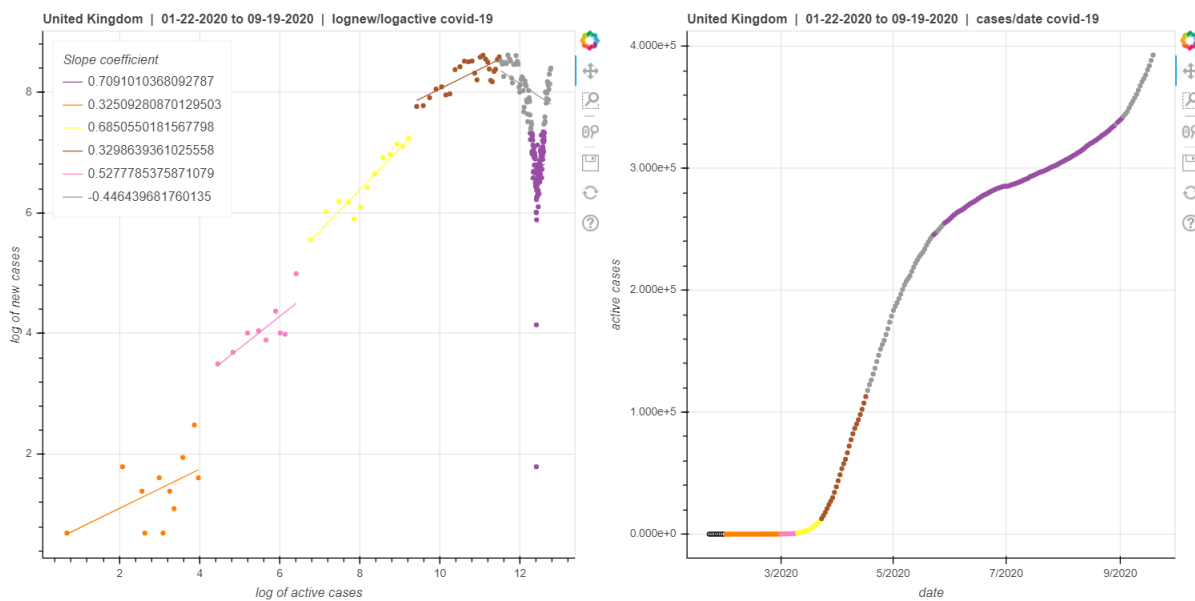 United Kingdom | 01-22-2020 to 09-19-2020 | lognew/logactive covid-19
Slope coefficient
0.7091010368092787
0.32509280870129503
0.6850550181567798
0.3298639361025558
0.5277785375871079
-0.446439681760135
8
6
4
2
log of new cases
2
4
6
8
10
12
log of active cases
United Kingdom | 01-22-2020 to 09-19-2020 | cases/date covid-19
4.000e+5
3.000e+5
2.000e+5
1.000e+5
0.000e+0
active cases
3/2020
5/2020
7/2020
9/2020
date